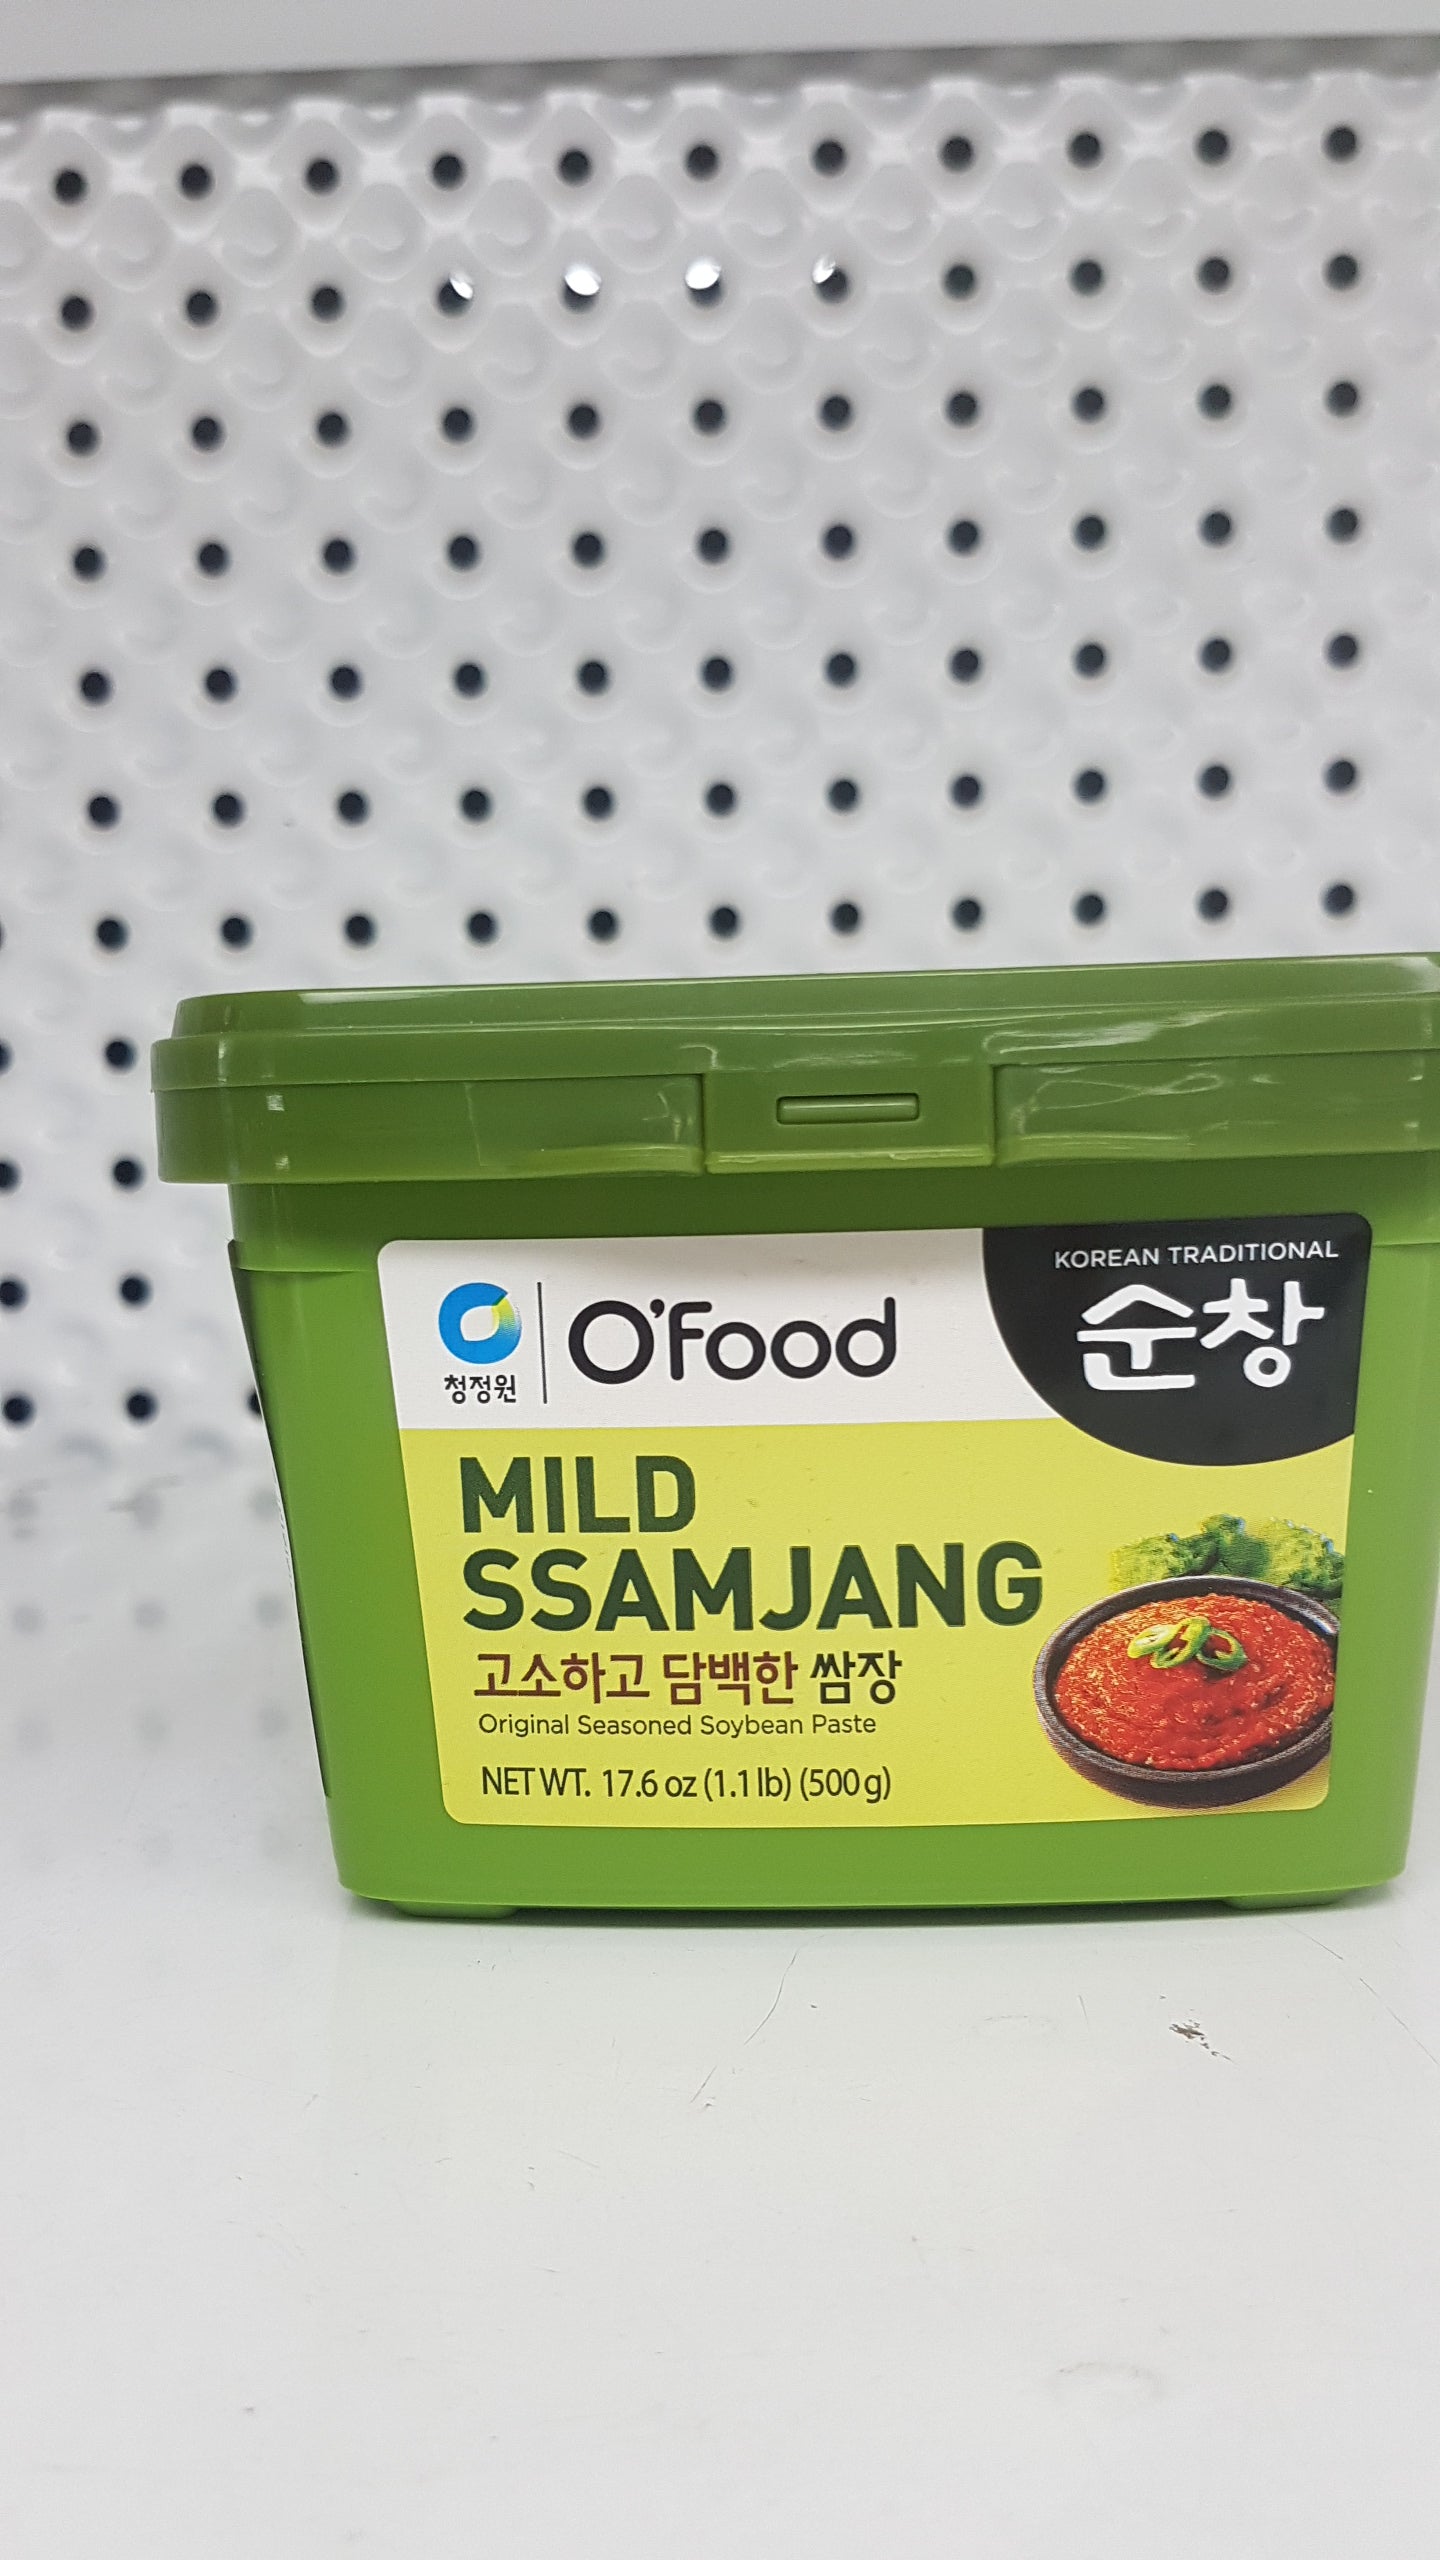 청정원
O'Food
KOREAN TRADITIONAL
순창
MILD
SSAMJANG
고소하고 담백한 쌈장
Original Seasoned Soybean Paste
NET WT. 17.6 oz (1.1 lb) (500 g)